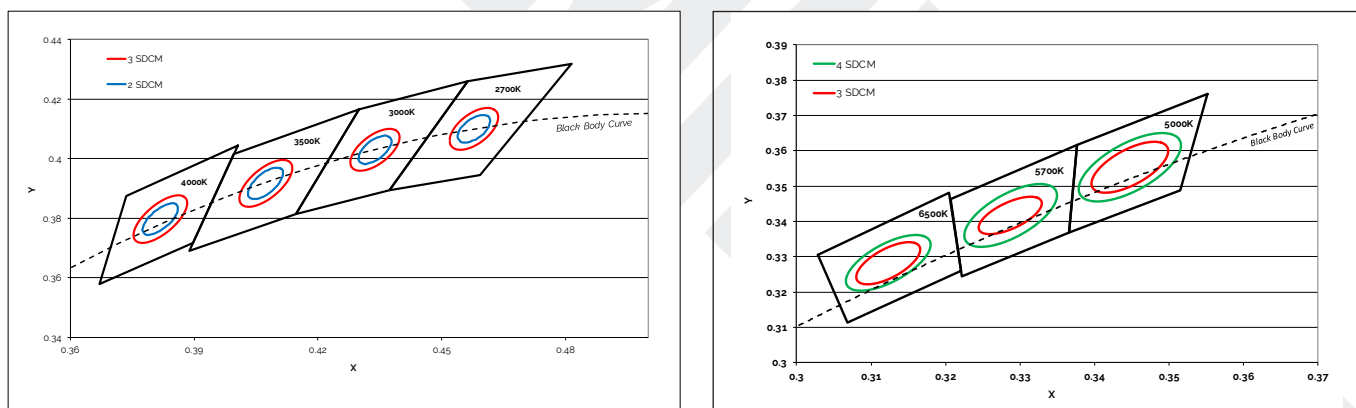 0.44
0.42
0.4
0.38
0.36
0.34
Y
3 SDCM
2 SDCM
4000K
3500K
3000K
2700K
Black Body Curve
0.36
0.39
0.42
0.45
0.48
X
0.39
0.38
0.37
0.36
0.35
0.34
0.33
0.32
0.31
0.3
Y
4 SDCM
3 SDCM
6500K
5700K
5000K
Black Body Curve
0.3
0.31
0.32
0.33
0.34
0.35
0.36
0.37
X